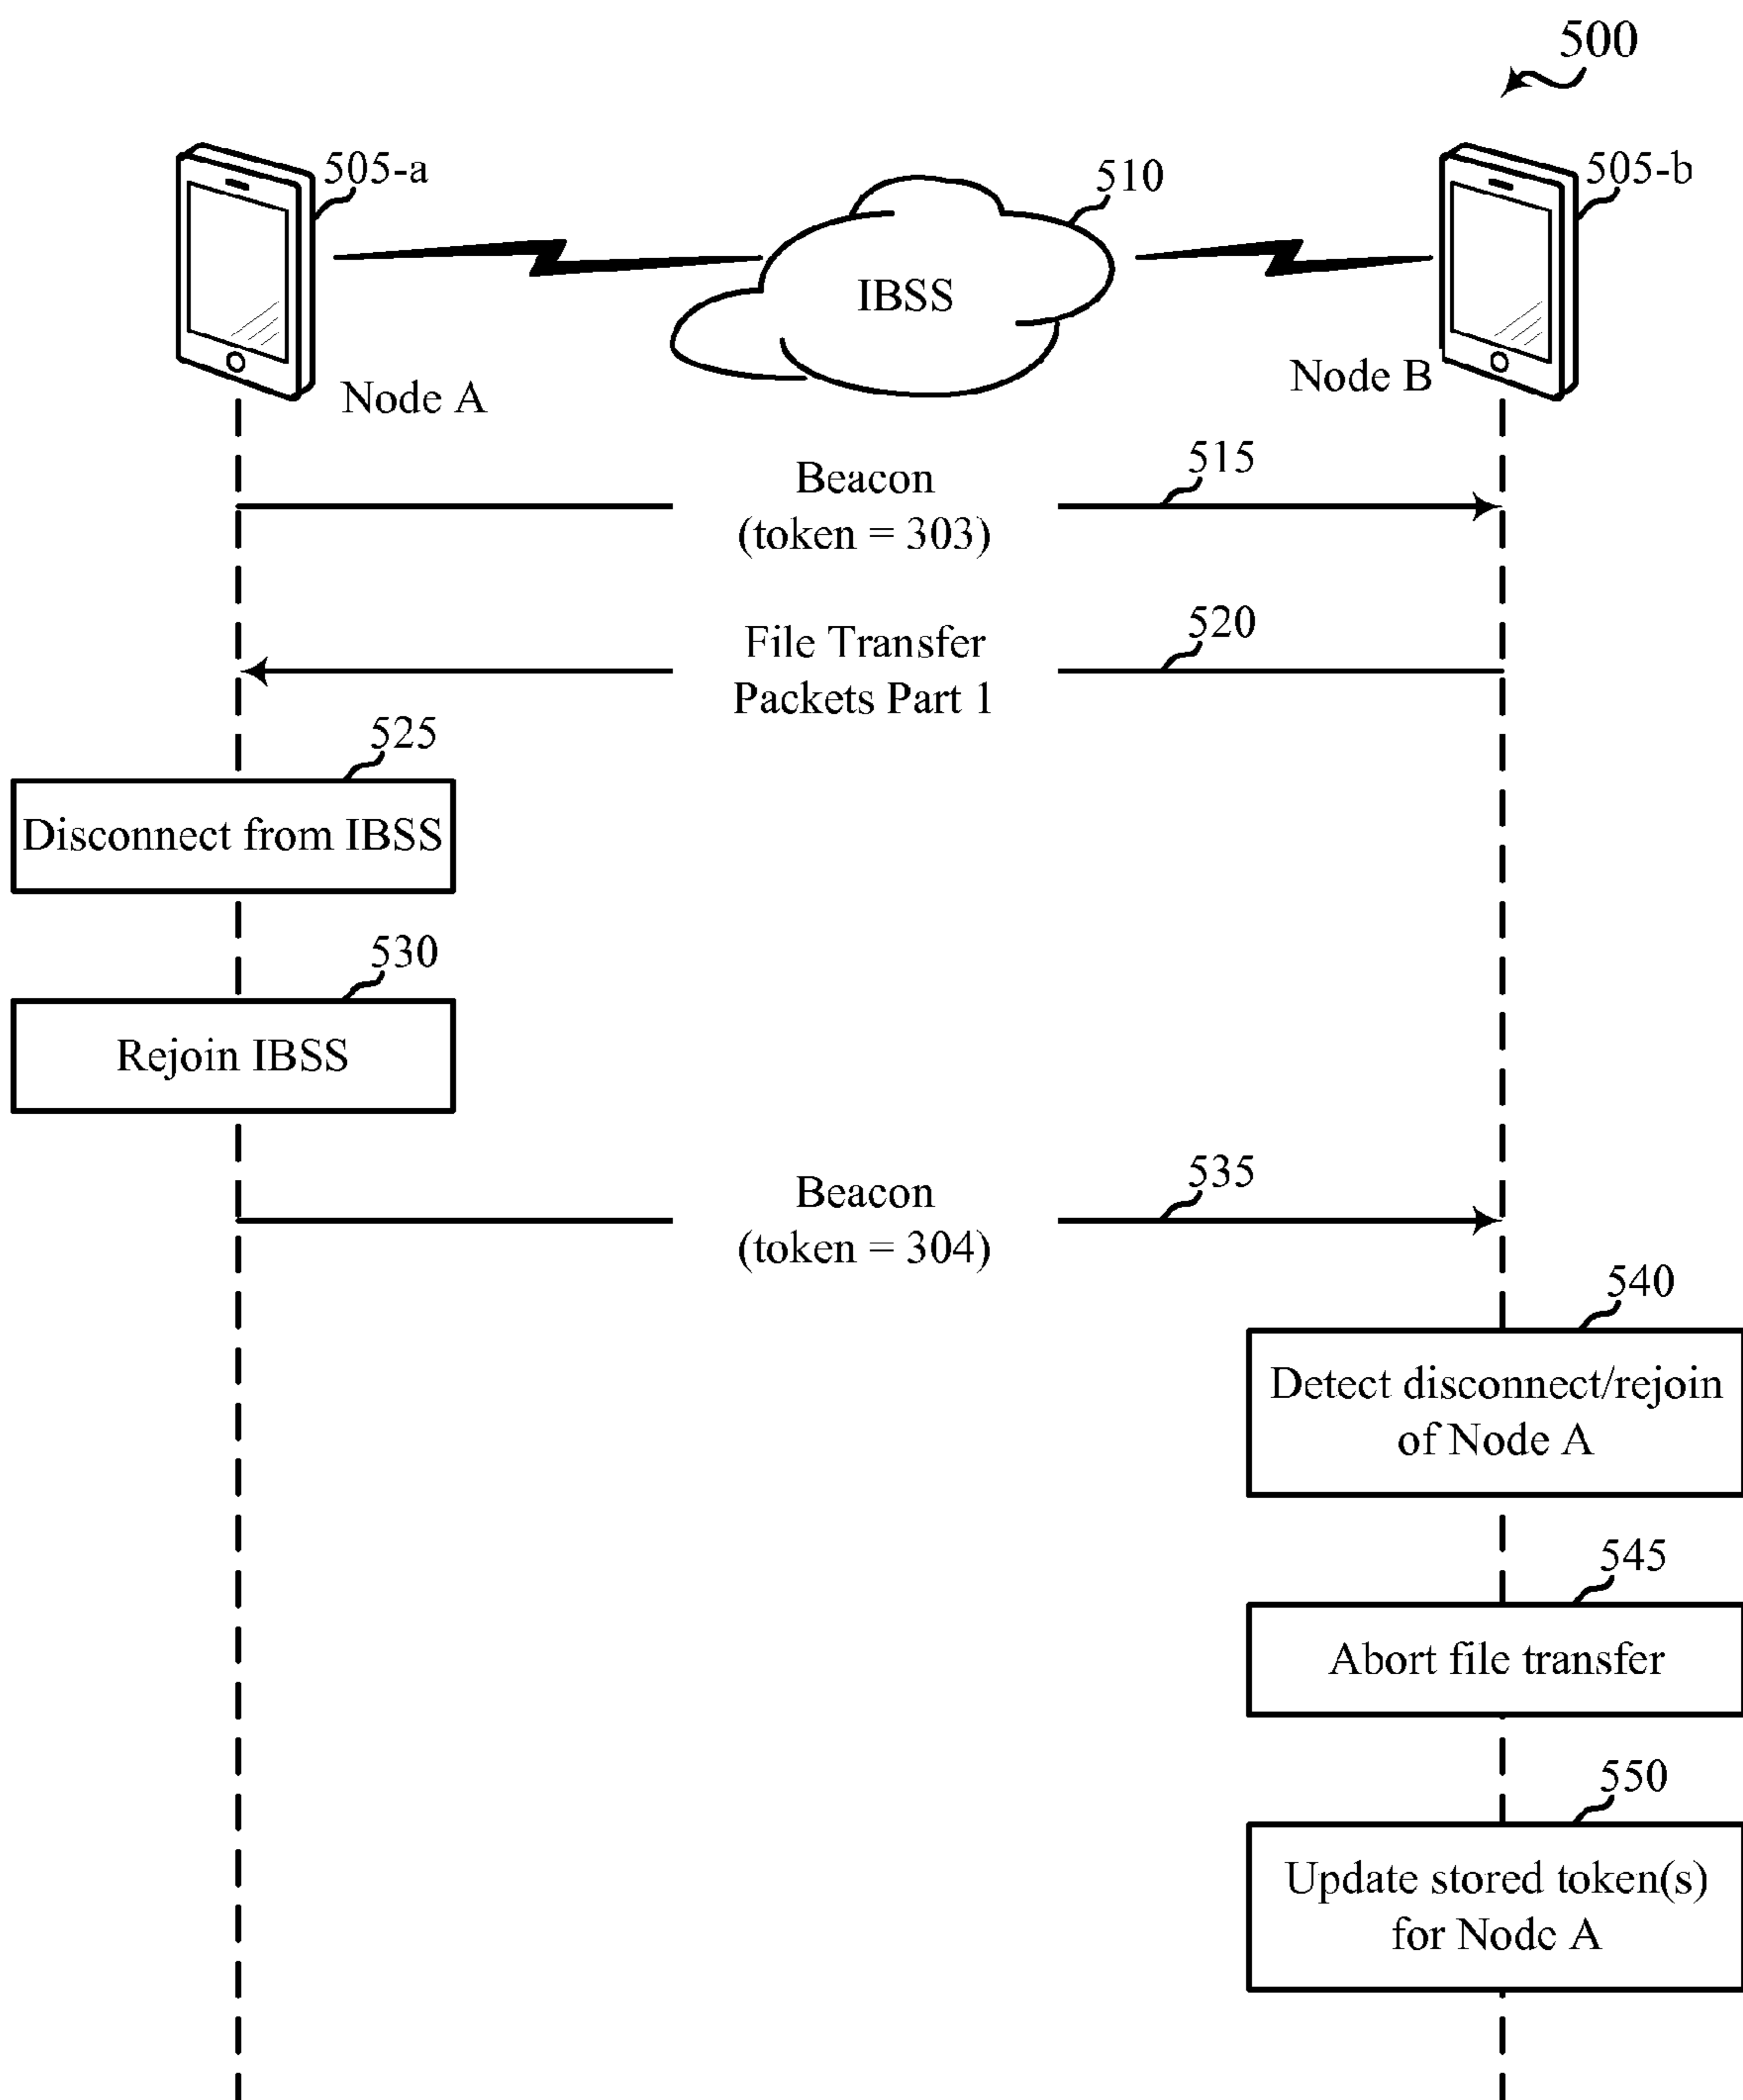 500
505-a
510
505-b
IBSS
Node A
Node B
515
Beacon
(token = 303)
520
File Transfer
Packets Part 1
525
Disconnect from IBSS
530
Rejoin IBSS
535
Beacon
(token = 304)
540
Detect disconnect/rejoin
of Node A
545
Abort file transfer
550
Update stored token(s)
for Node A